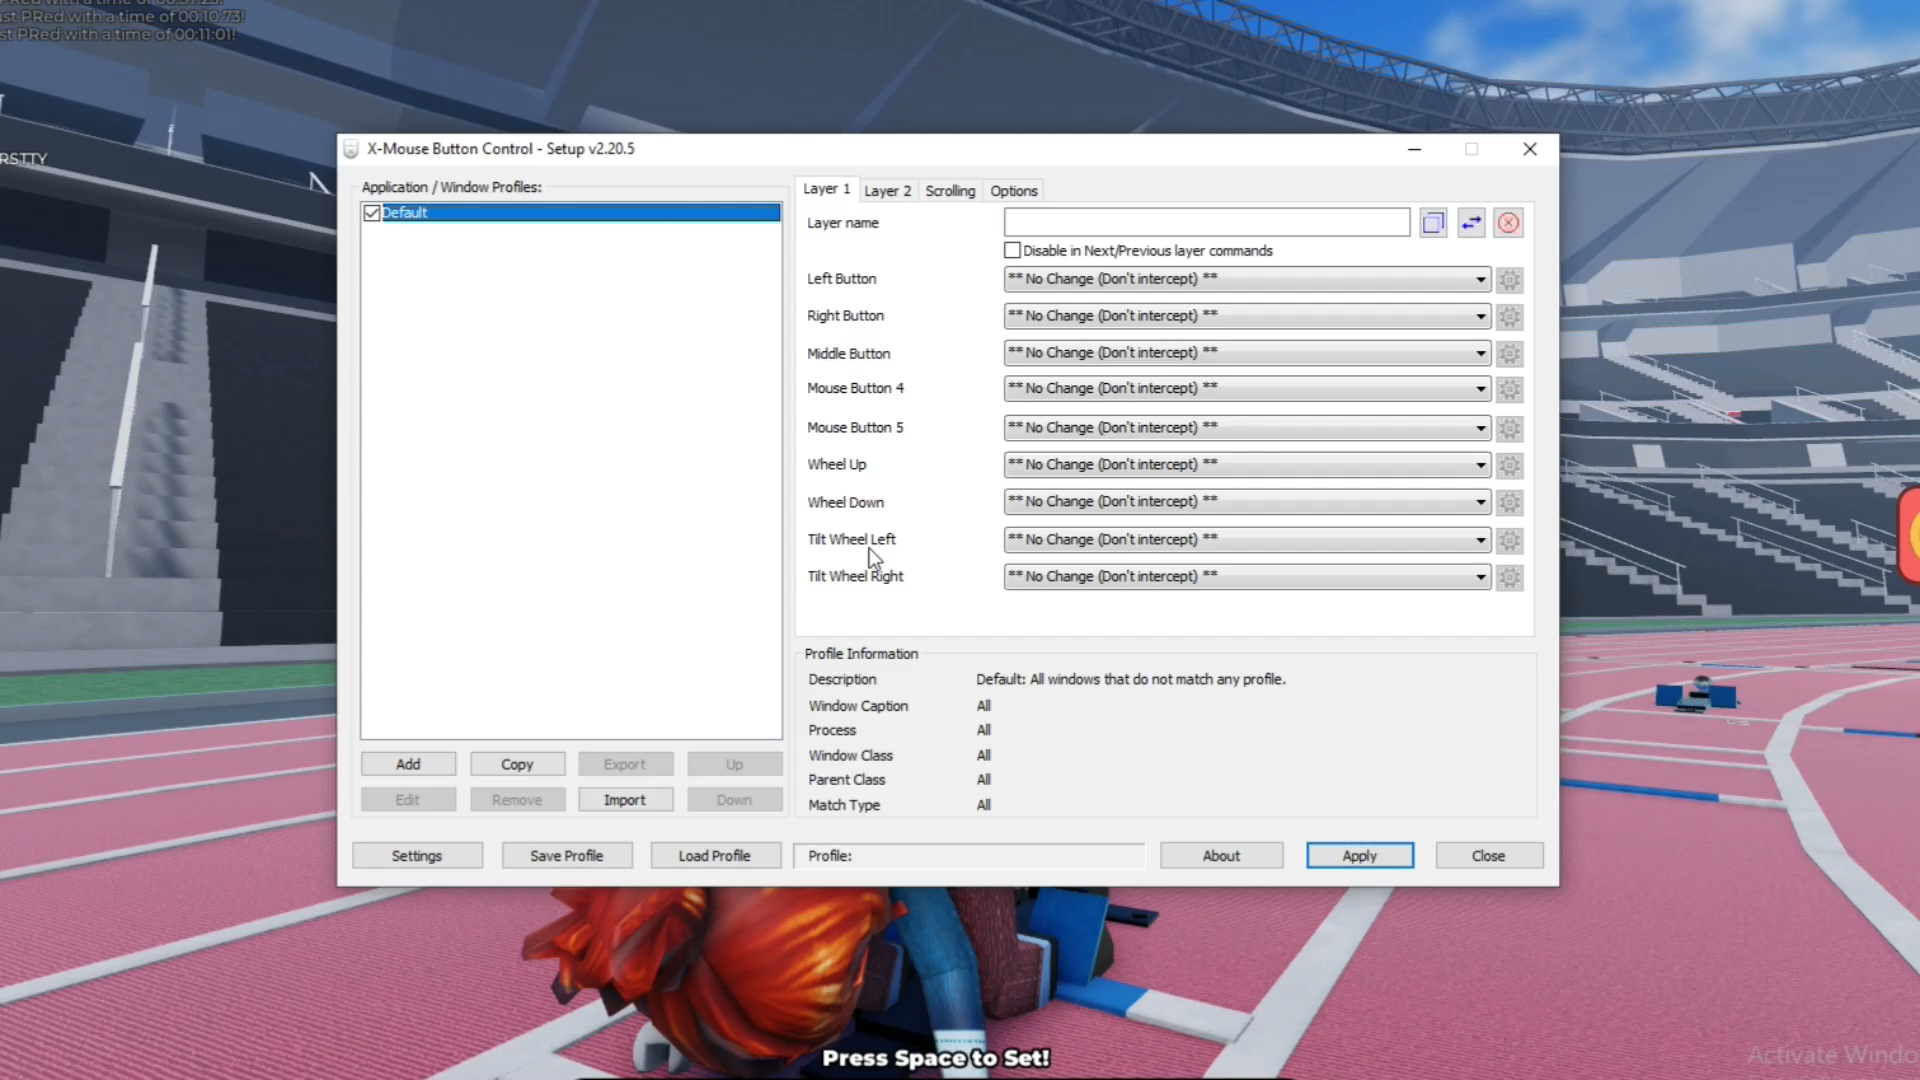 st PRed with a time of 00:10:73!
st PRed with a time of 00:11:01!
RSTTY
X-Mouse Button Control - Setup v2.20.5
Application / Window Profiles:
Default
Layer 1
Layer 2
Scrolling
Options
Layer name
Disable in Next/Previous layer commands
Left Button
** No Change (Don't intercept) **
Right Button
** No Change (Don't intercept) **
Middle Button
** No Change (Don't intercept) **
Mouse Button 4
** No Change (Don't intercept) **
Mouse Button 5
** No Change (Don't intercept) **
Wheel Up
** No Change (Don't intercept) **
Wheel Down
** No Change (Don't intercept) **
Tilt Wheel Left
** No Change (Don't intercept) **
Tilt Wheel Right
** No Change (Don't intercept) **
Profile Information
Description
Default: All windows that do not match any profile.
Window Caption
All
Process
All
Window Class
All
Parent Class
All
Match Type
All
Add
Copy
Export
Up
Edit
Remove
Import
Down
Settings
Save Profile
Load Profile
Profile:
About
Apply
Close
Press Space to Set!
Activate Windo